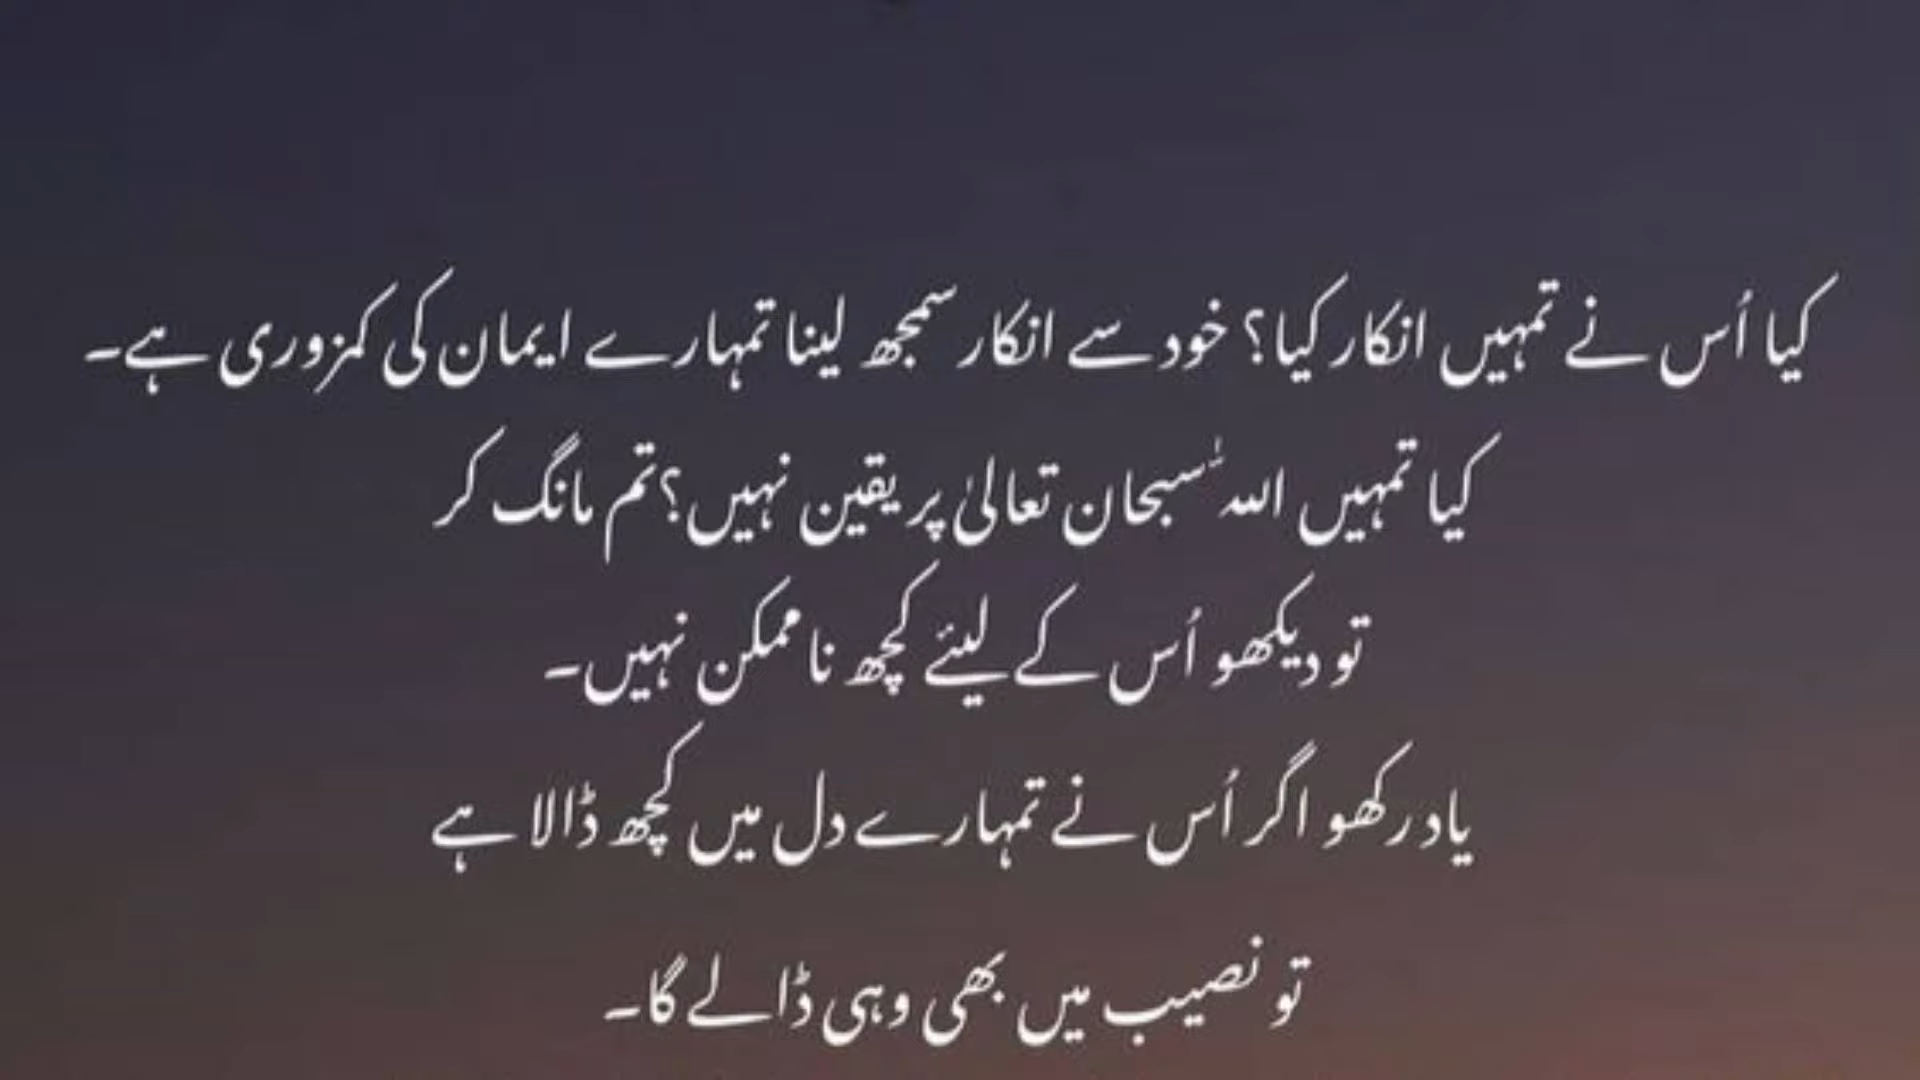 کیا اُس نے تمہیں انکار کیا؟ خود سے انکار سمجھ لینا تمہارے ایمان کی کمزوری ہے۔
کیا تمہیں اللہ سبحان تعالیٰ پر یقین نہیں؟ تم مانگ کر
تو دیکھو اُس کے لیئے کچھ نا ممکن نہیں۔
یاد رکھو اگر اُس نے تمہارے دل میں کچھ ڈالا ہے
تو نصیب میں بھی وہی ڈالے گا۔